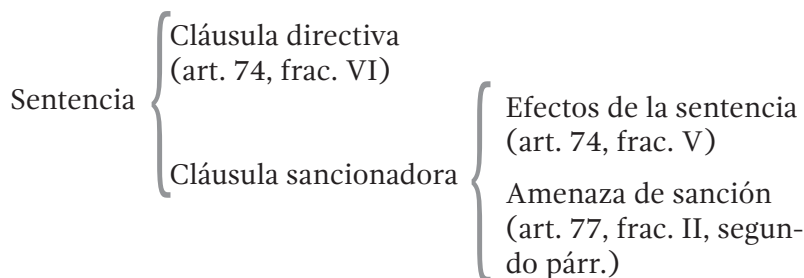 Sentencia
Cláusula directiva
(art. 74, frac. VI)
Cláusula sancionadora
Efectos de la sentencia
(art. 74, frac. V)
Amenaza de sanción
(art. 77, frac. II, segun-
do párr.)